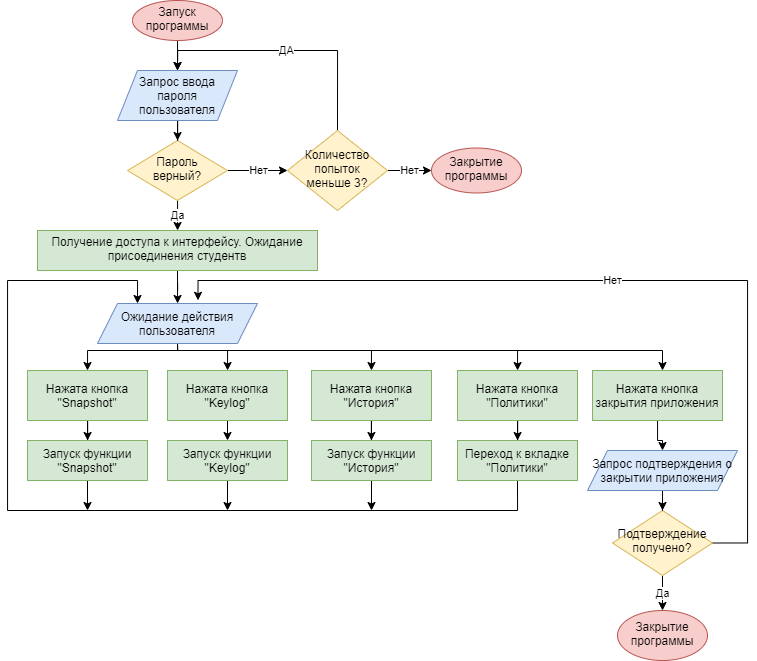 Запуск
программы
ДА
Запрос ввода
пароля
пользователя
Пароль
верный?
Нет
Количество
попыток
меньше 3?
Нет
Закрытие
программы
Да
Получение доступа к интерфейсу. Ожидание
присоединения студентв
Нет
Ожидание действия
пользователя
Нажата кнопка
"Snapshot"
Нажата кнопка
"Keylog"
Нажата кнопка
"История"
Нажата кнопка
"Политики"
Нажата кнопка
закрытия приложения
Запуск функции
"Snapshot"
Запуск функции
"Keylog"
Запуск функции
"История"
Переход к вкладке
"Политики"
Запрос подтверждения о
закрытии приложения
Подтверждение
получено?
Да
Закрытие
программы